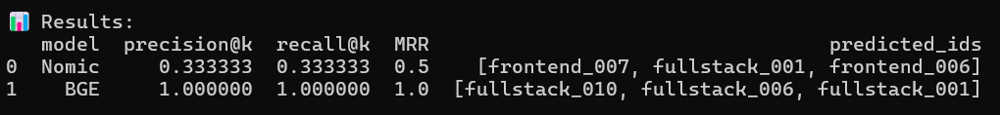 📊 Results:
model precision@k recall@k MRR predicted_ids
0 Nomic 0.333333 0.333333 0.5 [frontend_007, fullstack_001, frontend_006]
1 BGE 1.000000 1.000000 1.0 [fullstack_010, fullstack_006, fullstack_001]